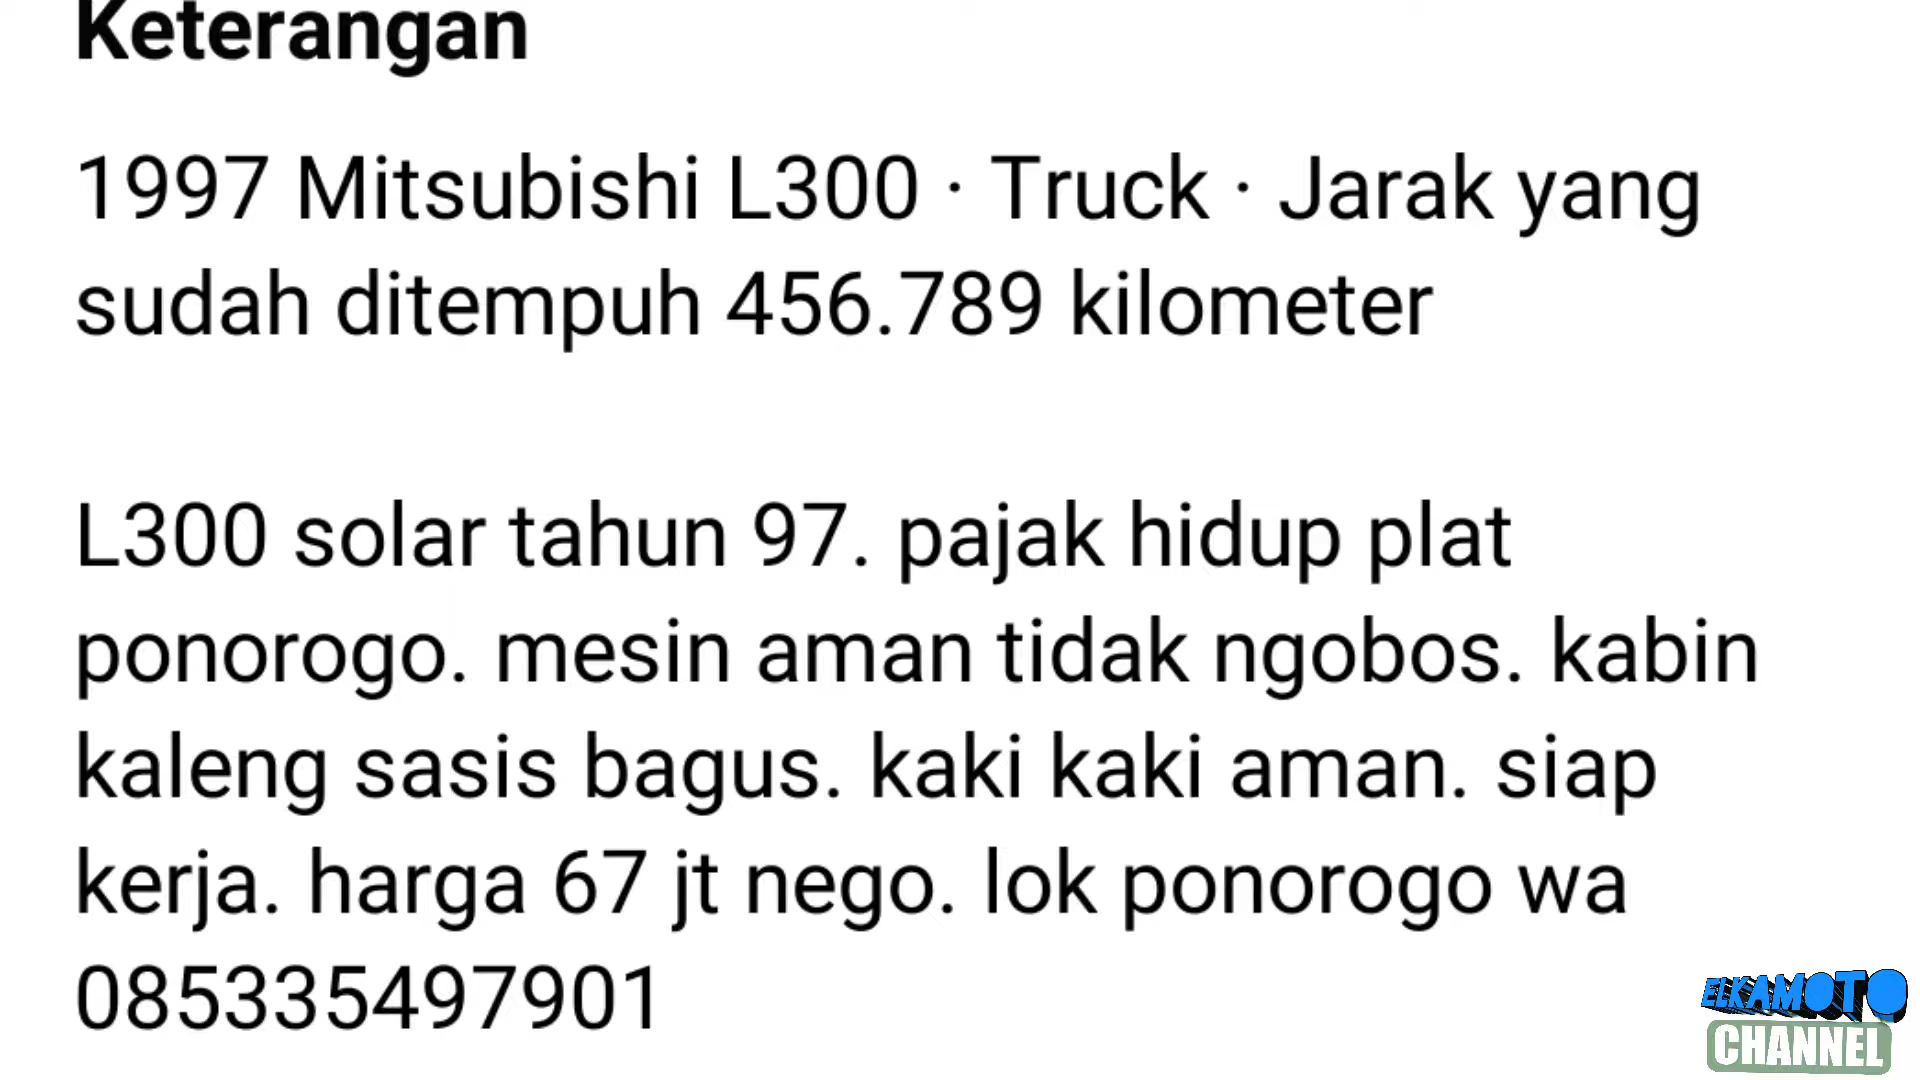 Keterangan
1997 Mitsubishi L300 · Truck · Jarak yang
sudah ditempuh 456.789 kilometer
L300 solar tahun 97. pajak hidup plat
ponorogo. mesin aman tidak ngobos. kabin
kaleng sasis bagus. kaki kaki aman. siap
kerja. harga 67 jt nego. lok ponorogo wa
085335497901
ELKAMOTO
CHANNEL